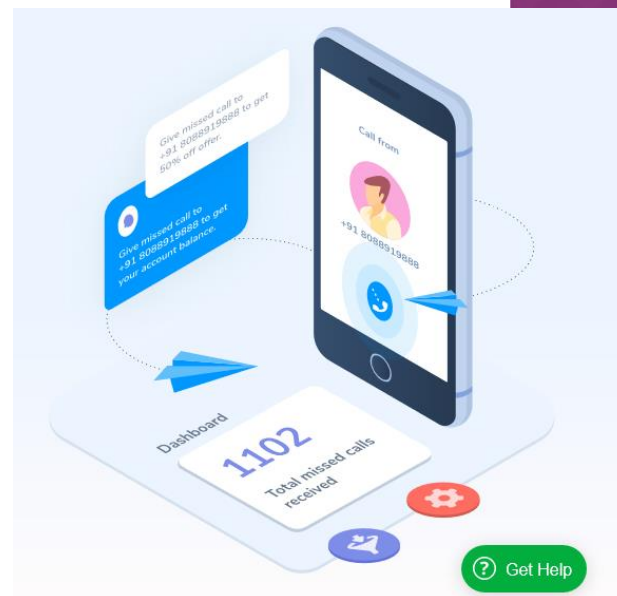 Give missed call to
+91 8088919888 to get
50% off offer.
Give missed call to
+91 8088919888 to get
your account balance.
Call from
+91 8088919888
Dashboard
1102
Total missed calls
received
Get Help